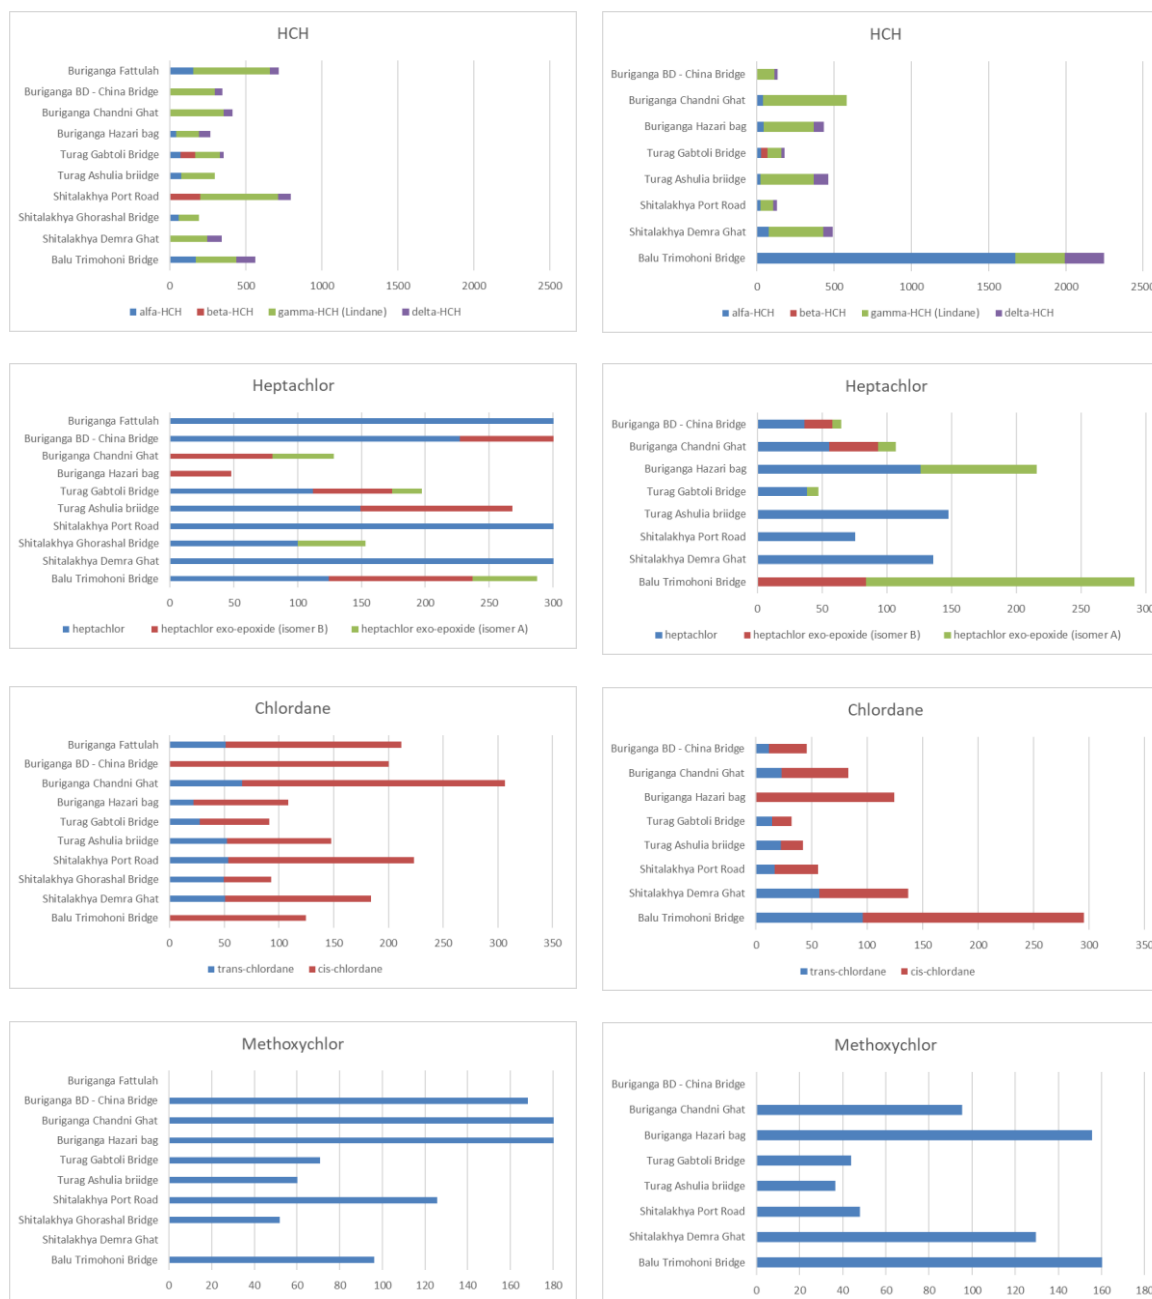 HCH
Buriganga Fattulah
Buriganga BD - China Bridge
Buriganga Chandni Ghat
Buriganga Hazari bag
Turag Gabtoli Bridge
Turag Ashulia briidge
Shitalakhya Port Road
Shitalakhya Ghorashal Bridge
Shitalakhya Demra Ghat
Balu Trimohoni Bridge
0 500 1000 1500 2000 2500
alfa-HCH beta-HCH gamma-HCH (Lindane) delta-HCH
HCH
Buriganga BD - China Bridge
Buriganga Chandni Ghat
Buriganga Hazari bag
Turag Gabtoli Bridge
Turag Ashulia briidge
Shitalakhya Port Road
Shitalakhya Demra Ghat
Balu Trimohoni Bridge
0 500 1000 1500 2000 2500
alfa-HCH beta-HCH gamma-HCH (Lindane) delta-HCH
Heptachlor
Buriganga Fattulah
Buriganga BD - China Bridge
Buriganga Chandni Ghat
Buriganga Hazari bag
Turag Gabtoli Bridge
Turag Ashulia briidge
Shitalakhya Port Road
Shitalakhya Ghorashal Bridge
Shitalakhya Demra Ghat
Balu Trimohoni Bridge
0 50 100 150 200 250 300
heptachlor heptachlor exo-epoxide (isomer B) heptachlor exo-epoxide (isomer A)
Heptachlor
Buriganga BD - China Bridge
Buriganga Chandni Ghat
Buriganga Hazari bag
Turag Gabtoli Bridge
Turag Ashulia briidge
Shitalakhya Port Road
Shitalakhya Demra Ghat
Balu Trimohoni Bridge
0 50 100 150 200 250 300
heptachlor heptachlor exo-epoxide (isomer B) heptachlor exo-epoxide (isomer A)
Chlordane
Buriganga Fattulah
Buriganga BD - China Bridge
Buriganga Chandni Ghat
Buriganga Hazari bag
Turag Gabtoli Bridge
Turag Ashulia briidge
Shitalakhya Port Road
Shitalakhya Ghorashal Bridge
Shitalakhya Demra Ghat
Balu Trimohoni Bridge
0 50 100 150 200 250 300 350
trans-chlordane cis-chlordane
Chlordane
Buriganga BD - China Bridge
Buriganga Chandni Ghat
Buriganga Hazari bag
Turag Gabtoli Bridge
Turag Ashulia briidge
Shitalakhya Port Road
Shitalakhya Demra Ghat
Balu Trimohoni Bridge
0 50 100 150 200 250 300 350
trans-chlordane cis-chlordane
Methoxychlor
Buriganga Fattulah
Buriganga BD - China Bridge
Buriganga Chandni Ghat
Buriganga Hazari bag
Turag Gabtoli Bridge
Turag Ashulia briidge
Shitalakhya Port Road
Shitalakhya Ghorashal Bridge
Shitalakhya Demra Ghat
Balu Trimohoni Bridge
0 20 40 60 80 100 120 140 160 180
Methoxychlor
Buriganga BD - China Bridge
Buriganga Chandni Ghat
Buriganga Hazari bag
Turag Gabtoli Bridge
Turag Ashulia briidge
Shitalakhya Port Road
Shitalakhya Demra Ghat
Balu Trimohoni Bridge
0 20 40 60 80 100 120 140 160 180